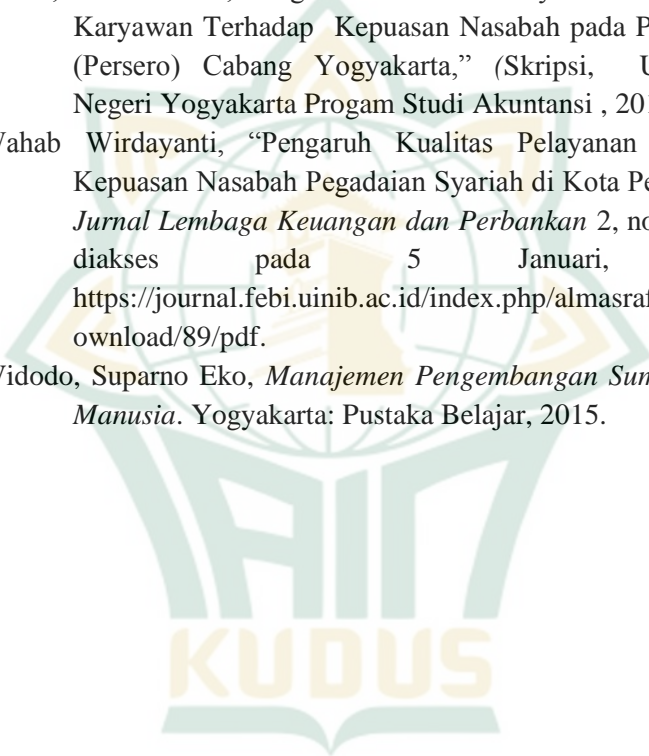 Karyawan Terhadap Kepuasan Nasabah pada P
(Persero) Cabang Yogyakarta,” (Skripsi, U
Negeri Yogyakarta Progam Studi Akuntansi , 201
Wahab Wirdayanti, “Pengaruh Kualitas Pelayanan
Kepuasan Nasabah Pegadaian Syariah di Kota Pe
Jurnal Lembaga Keuangan dan Perbankan 2, no
diakses pada 5 Januari,
https://journal.febi.uinib.ac.id/index.php/almasraf
ownload/89/pdf.
Widodo, Suparno Eko, Manajemen Pengembangan Sum
Manusia. Yogyakarta: Pustaka Belajar, 2015.
IAIN
KUDUS